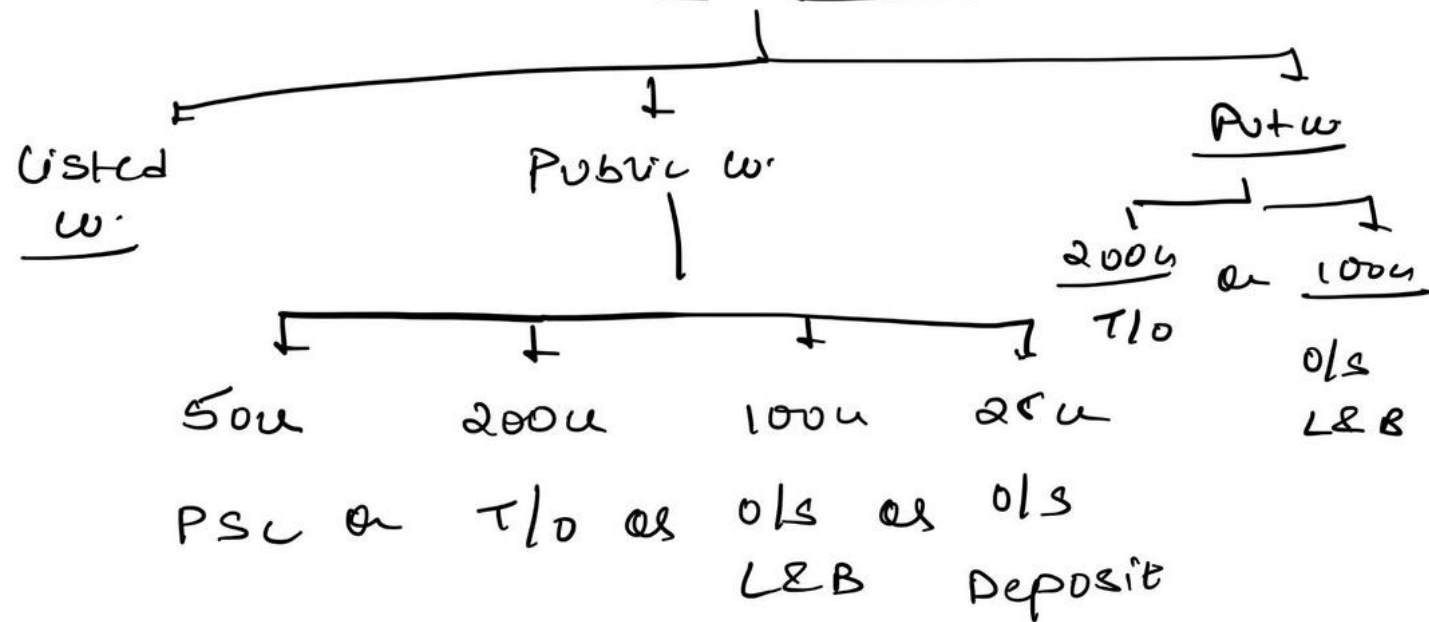 Listed
Co.
Public Co.
Pvt Co.
200cr
or
100cr
T/O
O/S
L&B
50cr
200cr
100cr
25cr
PSC or T/O or O/S or O/S
L&B
Deposit